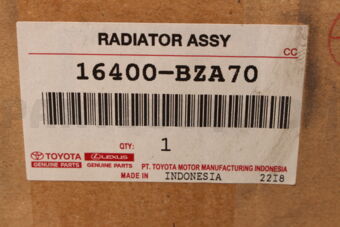 RADIATOR ASSY
CC
16400-BZA70
QTY: 1
TOYOTA LEXUS
GENUINE PARTS GENUINE PARTS
PT. TOYOTA MOTOR MANUFACTURING INDONESIA
MADE IN INDONESIA 22I8